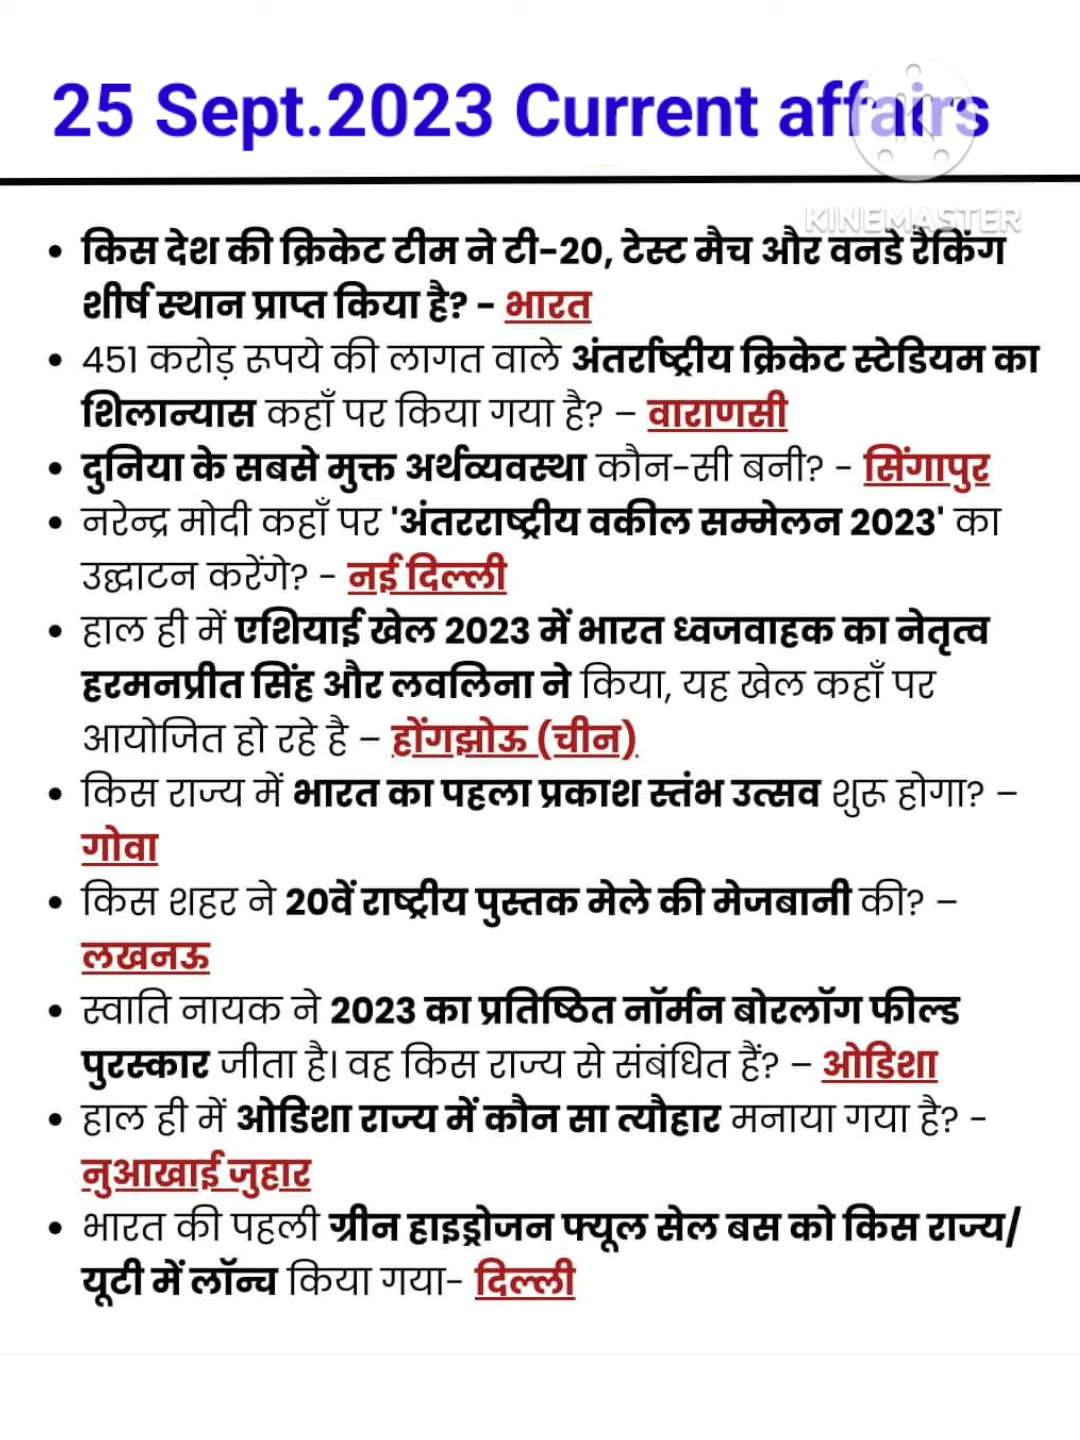 25 Sept.2023 Current affairs
KINEMASTER
• किस देश की क्रिकेट टीम ने टी-20, टेस्ट मैच और वनडे रैंकिंग
शीर्ष स्थान प्राप्त किया है? - भारत
• 451 करोड़ रूपये की लागत वाले अंतर्राष्ट्रीय क्रिकेट स्टेडियम का
शिलान्यास कहाँ पर किया गया है? – वाराणसी
• दुनिया के सबसे मुक्त अर्थव्यवस्था कौन-सी बनी? - सिंगापुर
• नरेन्द्र मोदी कहाँ पर 'अंतरराष्ट्रीय वकील सम्मेलन 2023' का
उद्घाटन करेंगे? - नई दिल्ली
• हाल ही में एशियाई खेल 2023 में भारत ध्वजवाहक का नेतृत्व
हरमनप्रीत सिंह और लवलिना ने किया, यह खेल कहाँ पर
आयोजित हो रहे है – होंगझोऊ (चीन)
• किस राज्य में भारत का पहला प्रकाश स्तंभ उत्सव शुरू होगा? –
गोवा
• किस शहर ने 20वें राष्ट्रीय पुस्तक मेले की मेजबानी की? –
लखनऊ
• स्वाति नायक ने 2023 का प्रतिष्ठित नॉर्मन बोरलॉग फील्ड
पुरस्कार जीता है। वह किस राज्य से संबंधित हैं? – ओडिशा
• हाल ही में ओडिशा राज्य में कौन सा त्यौहार मनाया गया है? -
नुआखाई जुहार
• भारत की पहली ग्रीन हाइड्रोजन फ्यूल सेल बस को किस राज्य/
यूटी में लॉन्च किया गया- दिल्ली